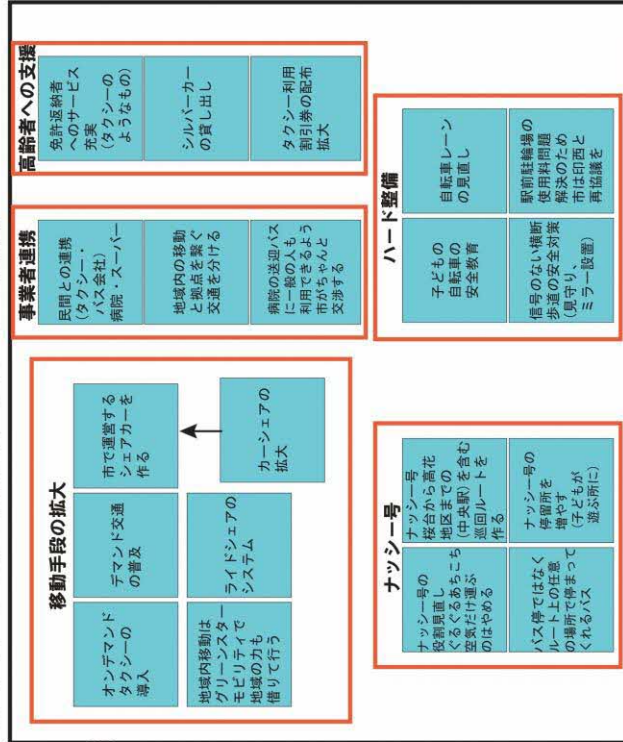 移動手段の拡大
オンデマンド
タクシーの
導入
デマンド交通
の普及
市で運営する
シェアカーを
作る
地域内移動は
グリーンスター
モビリティで
地域の力も
借りて行う
ライドシェアの
システム
カーシェアの
拡大
事業者連携
民間との連携
(タクシー・
バス会社)
病院・スーパー
地域内の移動
と拠点を繋ぐ
交通を分ける
病院の送迎バス
に一般の人も
利用できるよう
市がちゃんと
交渉する
高齢者への支援
免許返納者
へのサービス
充実
(タクシーの
ようなもの)
シルバーカー
の貸し出し
タクシー利用
割引券の配布
拡大
ナッシー号
ナッシー号の
役割見直し
ぐるぐるあちこち
空気だけ運ぶ
のはやめる
ナッシー号
桜台から高花
地区までの
(中央駅)を含む
巡回ルートを
作る
バス停ではなく
ルート上の任意
の場所で停まって
くれるバス
ナッシー号の
停留所を
増やす
(子どもが
遊ぶ所に)
ハード整備
子どもの
自転車の
安全教育
自転車レーン
の見直し
信号のない横断
歩道の安全対策
(見守り、
ミラー設置)
駅前駐輪場の
使用料問題
解決のため
市は印西と
再協議を